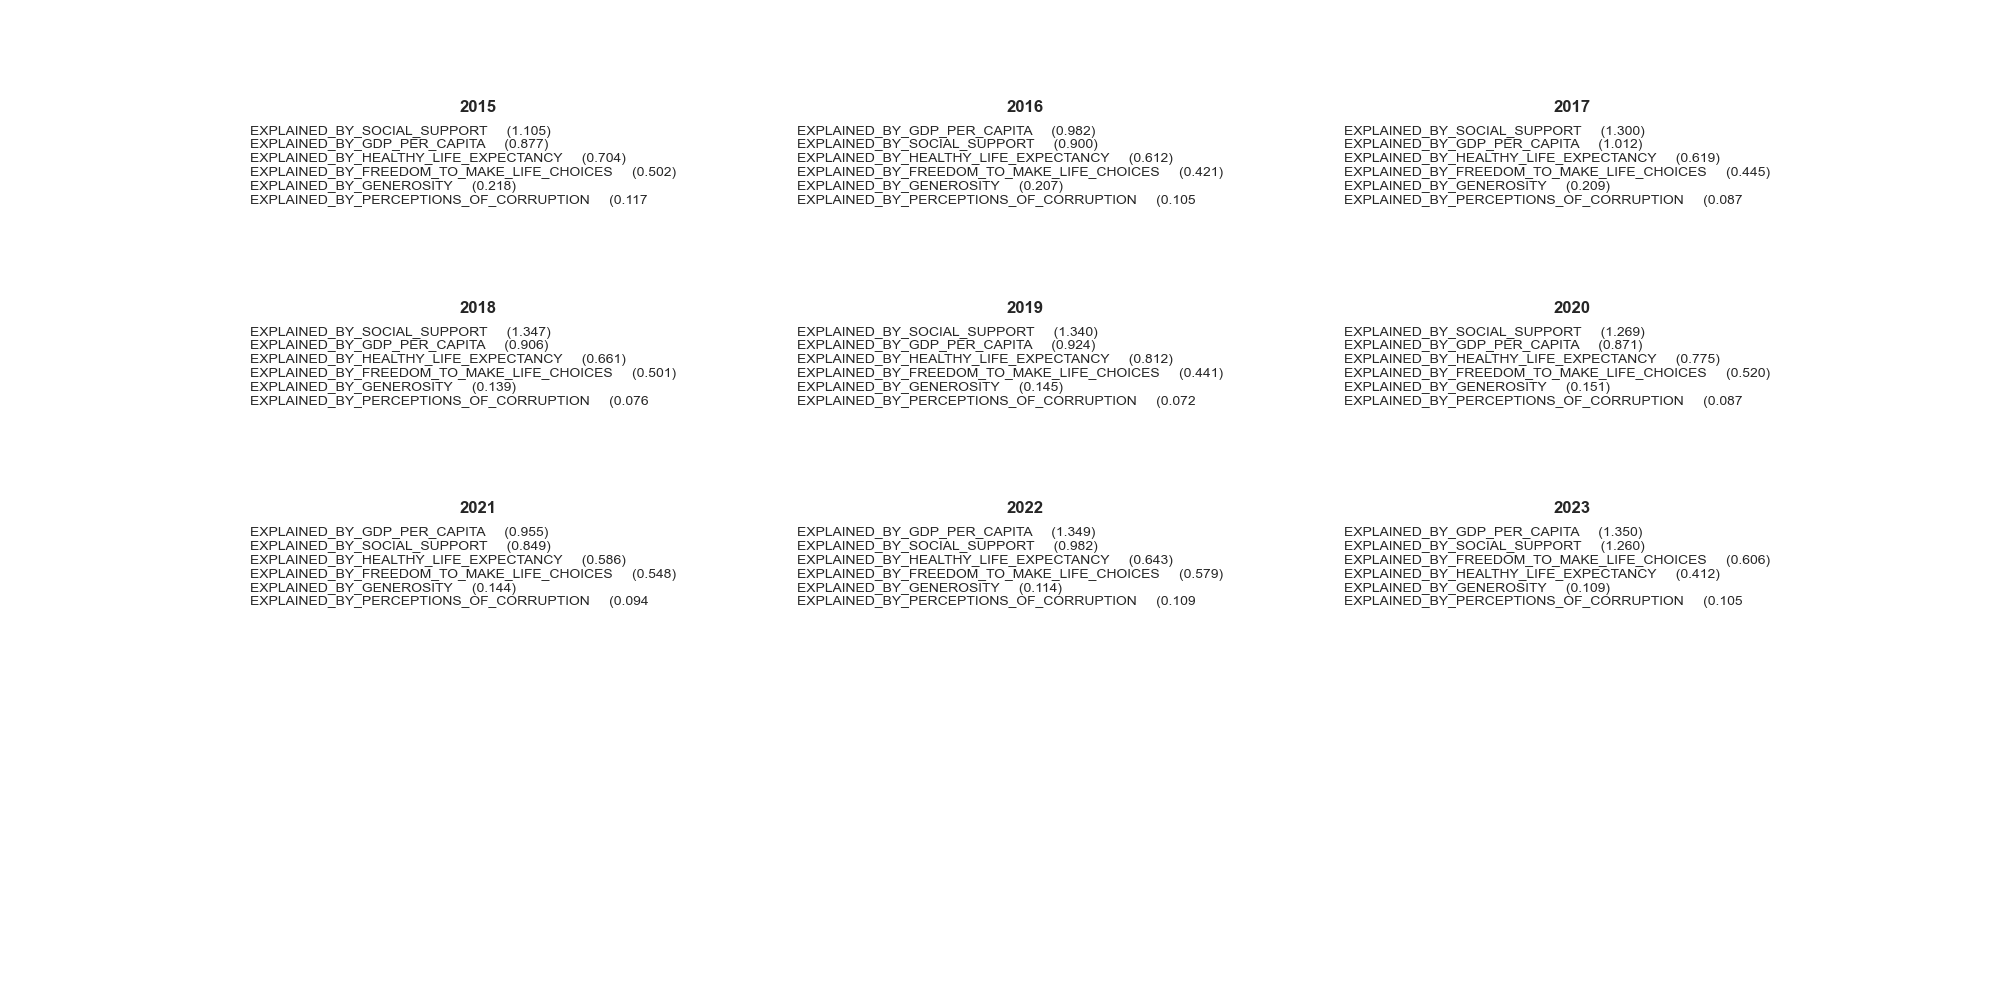 2015
EXPLAINED_BY_SOCIAL_SUPPORT (1.105)
EXPLAINED_BY_GDP_PER_CAPITA (0.877)
EXPLAINED_BY_HEALTHY_LIFE_EXPECTANCY (0.704)
EXPLAINED_BY_FREEDOM_TO_MAKE_LIFE_CHOICES (0.502)
EXPLAINED_BY_GENEROSITY (0.218)
EXPLAINED_BY_PERCEPTIONS_OF_CORRUPTION (0.117
2016
EXPLAINED_BY_GDP_PER_CAPITA (0.982)
EXPLAINED_BY_SOCIAL_SUPPORT (0.900)
EXPLAINED_BY_HEALTHY_LIFE_EXPECTANCY (0.612)
EXPLAINED_BY_FREEDOM_TO_MAKE_LIFE_CHOICES (0.421)
EXPLAINED_BY_GENEROSITY (0.207)
EXPLAINED_BY_PERCEPTIONS_OF_CORRUPTION (0.105
2017
EXPLAINED_BY_SOCIAL_SUPPORT (1.300)
EXPLAINED_BY_GDP_PER_CAPITA (1.012)
EXPLAINED_BY_HEALTHY_LIFE_EXPECTANCY (0.619)
EXPLAINED_BY_FREEDOM_TO_MAKE_LIFE_CHOICES (0.445)
EXPLAINED_BY_GENEROSITY (0.209)
EXPLAINED_BY_PERCEPTIONS_OF_CORRUPTION (0.087
2018
EXPLAINED_BY_SOCIAL_SUPPORT (1.347)
EXPLAINED_BY_GDP_PER_CAPITA (0.906)
EXPLAINED_BY_HEALTHY_LIFE_EXPECTANCY (0.661)
EXPLAINED_BY_FREEDOM_TO_MAKE_LIFE_CHOICES (0.501)
EXPLAINED_BY_GENEROSITY (0.139)
EXPLAINED_BY_PERCEPTIONS_OF_CORRUPTION (0.076
2019
EXPLAINED_BY_SOCIAL_SUPPORT (1.340)
EXPLAINED_BY_GDP_PER_CAPITA (0.924)
EXPLAINED_BY_HEALTHY_LIFE_EXPECTANCY (0.812)
EXPLAINED_BY_FREEDOM_TO_MAKE_LIFE_CHOICES (0.441)
EXPLAINED_BY_GENEROSITY (0.145)
EXPLAINED_BY_PERCEPTIONS_OF_CORRUPTION (0.072
2020
EXPLAINED_BY_SOCIAL_SUPPORT (1.269)
EXPLAINED_BY_GDP_PER_CAPITA (0.871)
EXPLAINED_BY_HEALTHY_LIFE_EXPECTANCY (0.775)
EXPLAINED_BY_FREEDOM_TO_MAKE_LIFE_CHOICES (0.520)
EXPLAINED_BY_GENEROSITY (0.151)
EXPLAINED_BY_PERCEPTIONS_OF_CORRUPTION (0.087
2021
EXPLAINED_BY_GDP_PER_CAPITA (0.955)
EXPLAINED_BY_SOCIAL_SUPPORT (0.849)
EXPLAINED_BY_HEALTHY_LIFE_EXPECTANCY (0.586)
EXPLAINED_BY_FREEDOM_TO_MAKE_LIFE_CHOICES (0.548)
EXPLAINED_BY_GENEROSITY (0.144)
EXPLAINED_BY_PERCEPTIONS_OF_CORRUPTION (0.094
2022
EXPLAINED_BY_GDP_PER_CAPITA (1.349)
EXPLAINED_BY_SOCIAL_SUPPORT (0.982)
EXPLAINED_BY_HEALTHY_LIFE_EXPECTANCY (0.643)
EXPLAINED_BY_FREEDOM_TO_MAKE_LIFE_CHOICES (0.579)
EXPLAINED_BY_GENEROSITY (0.114)
EXPLAINED_BY_PERCEPTIONS_OF_CORRUPTION (0.109
2023
EXPLAINED_BY_GDP_PER_CAPITA (1.350)
EXPLAINED_BY_SOCIAL_SUPPORT (1.260)
EXPLAINED_BY_FREEDOM_TO_MAKE_LIFE_CHOICES (0.606)
EXPLAINED_BY_HEALTHY_LIFE_EXPECTANCY (0.412)
EXPLAINED_BY_GENEROSITY (0.109)
EXPLAINED_BY_PERCEPTIONS_OF_CORRUPTION (0.105